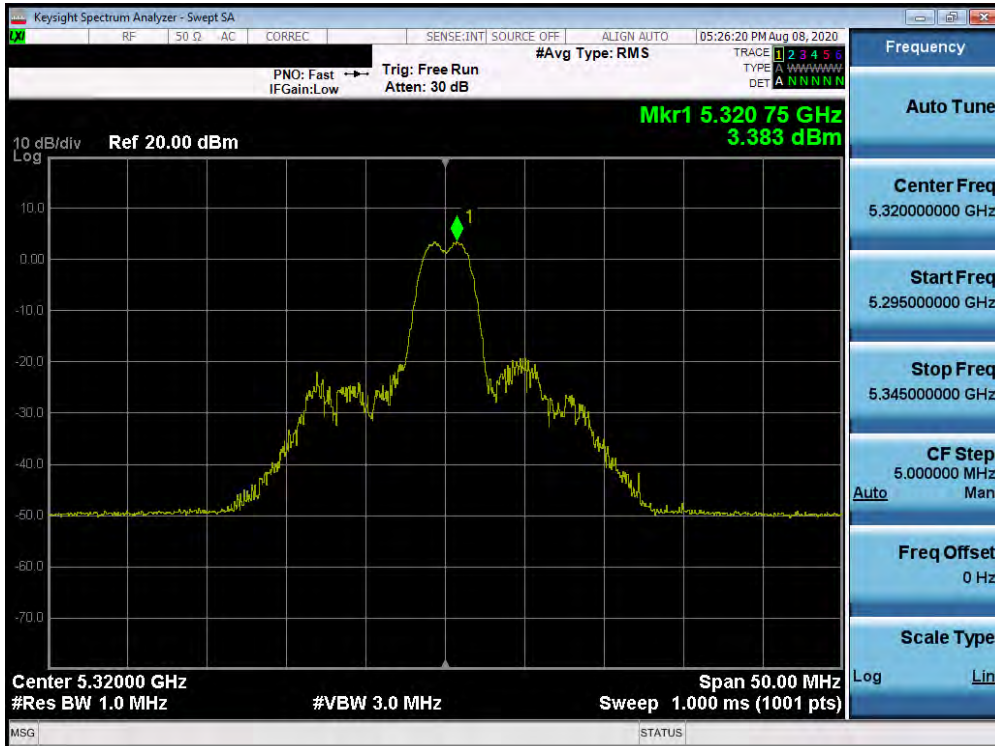 Keysight Spectrum Analyzer - Swept SA
LXI RF 50 Ω AC CORREC SENSE:INT SOURCE OFF ALIGN AUTO 05:26:20 PM Aug 08, 2020
#Avg Type: RMS
TRACE 1 2 3 4 5 6
PNO: Fast Trig: Free Run
TYPE A WWWWW
IFGain:Low Atten: 30 dB
DET A N N N N N
Mkr1 5.320 75 GHz
3.383 dBm
10 dB/div Ref 20.00 dBm
Log
10.0
0.00
-10.0
-20.0
-30.0
-40.0
-50.0
-60.0
-70.0
1
Center 5.32000 GHz Span 50.00 MHz
#Res BW 1.0 MHz #VBW 3.0 MHz Sweep 1.000 ms (1001 pts)
MSG STATUS
Frequency
Auto Tune
Center Freq
5.320000000 GHz
Start Freq
5.295000000 GHz
Stop Freq
5.345000000 GHz
CF Step
5.000000 MHz
Auto Man
Freq Offset
0 Hz
Scale Type
Log Lin